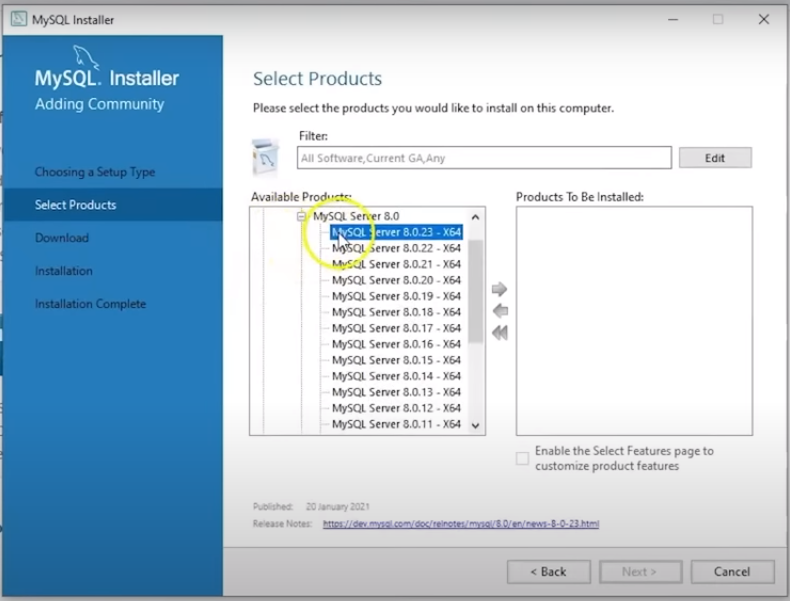 MySQL Installer
MySQL. Installer
Adding Community
Choosing a Setup Type
Select Products
Download
Installation
Installation Complete
Select Products
Please select the products you would like to install on this computer.
Filter:
All Software,Current GA,Any
Edit
Available Products:
Products To Be Installed:
MySQL Server 8.0
MySQL Server 8.0.23 - X64
MySQL Server 8.0.22 - X64
MySQL Server 8.0.21 - X64
MySQL Server 8.0.20 - X64
MySQL Server 8.0.19 - X64
MySQL Server 8.0.18 - X64
MySQL Server 8.0.17 - X64
MySQL Server 8.0.16 - X64
MySQL Server 8.0.15 - X64
MySQL Server 8.0.14 - X64
MySQL Server 8.0.13 - X64
MySQL Server 8.0.12 - X64
MySQL Server 8.0.11 - X64
Enable the Select Features page to
customize product features
Published: 20 January 2021
Release Notes: https://dev.mysql.com/doc/relnotes/mysql/8.0/en/news-8-0-23.html
< Back
Next >
Cancel